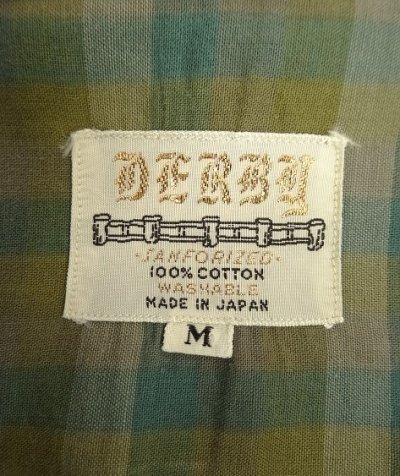 DERBY
-SANFORIZED-
100% COTTON
WASHABLE
MADE IN JAPAN
M